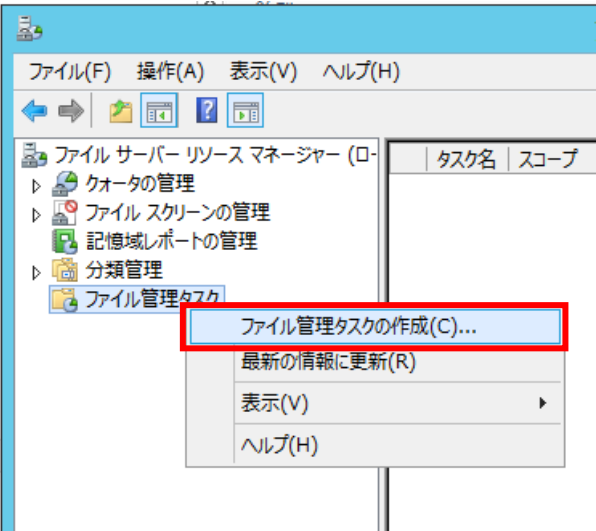 ファイル(F) 操作(A) 表示(V) ヘルプ(H)
ファイル サーバー リソース マネージャー (ロ-
タスク名 スコープ
クォータの管理
ファイル スクリーンの管理
記憶域レポートの管理
分類管理
ファイル管理タスク
ファイル管理タスクの作成(C)...
最新の情報に更新(R)
表示(V)
ヘルプ(H)